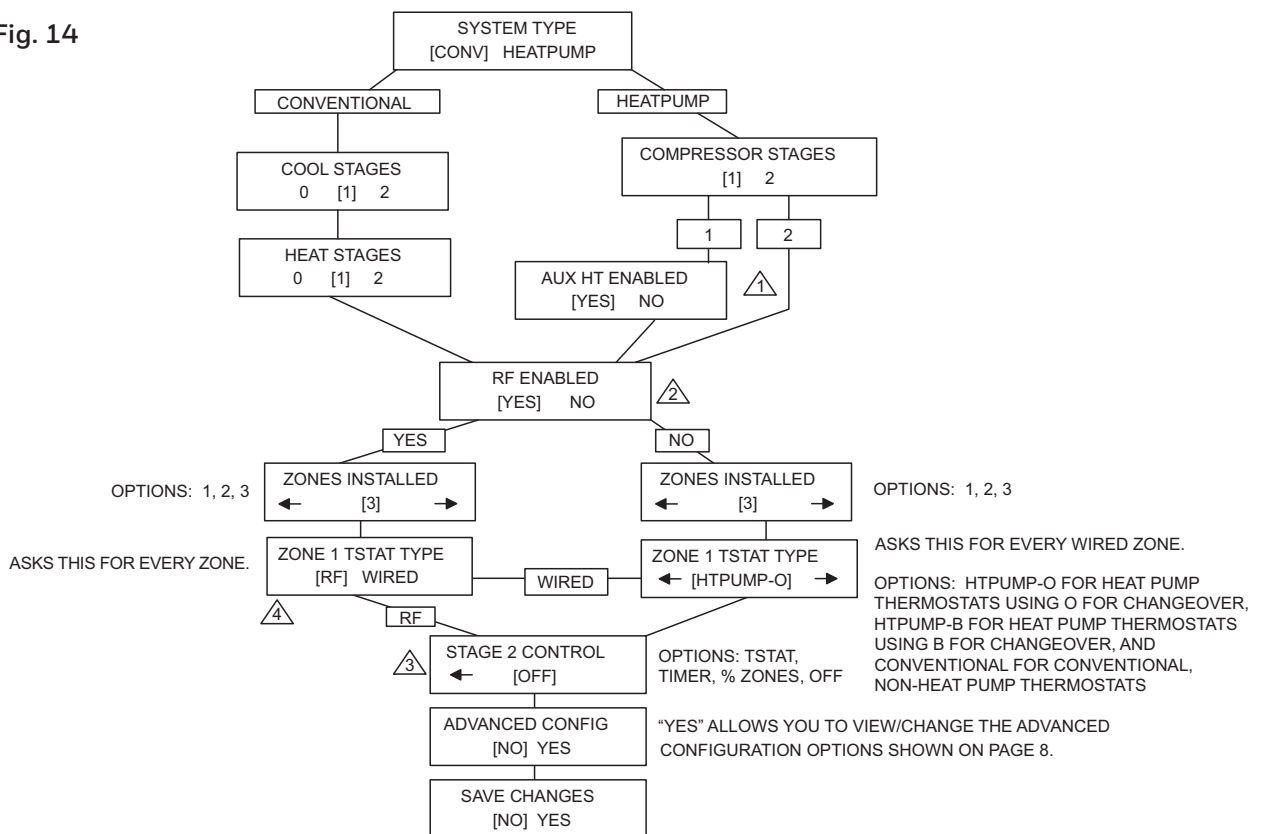 Fig. 14
SYSTEM TYPE
[CONV] HEATPUMP
CONVENTIONAL
HEATPUMP
COOL STAGES
0 [1] 2
COMPRESSOR STAGES
[1] 2
1
2
HEAT STAGES
0 [1] 2
AUX HT ENABLED
[YES] NO
1
RF ENABLED
[YES] NO
2
YES
NO
OPTIONS: 1, 2, 3
ZONES INSTALLED
← [3] →
ZONES INSTALLED
← [3] →
OPTIONS: 1, 2, 3
ASKS THIS FOR EVERY ZONE.
ZONE 1 TSTAT TYPE
[RF] WIRED
WIRED
ZONE 1 TSTAT TYPE
← [HTPUMP-O] →
ASKS THIS FOR EVERY WIRED ZONE.
OPTIONS: HTPUMP-O FOR HEAT PUMP
THERMOSTATS USING O FOR CHANGEOVER,
HTPUMP-B FOR HEAT PUMP THERMOSTATS
USING B FOR CHANGEOVER, AND
CONVENTIONAL FOR CONVENTIONAL,
NON-HEAT PUMP THERMOSTATS
4
RF
3
STAGE 2 CONTROL
← [OFF]
OPTIONS: TSTAT,
TIMER, % ZONES, OFF
ADVANCED CONFIG
[NO] YES
“YES” ALLOWS YOU TO VIEW/CHANGE THE ADVANCED
CONFIGURATION OPTIONS SHOWN ON PAGE 8.
SAVE CHANGES
[NO] YES